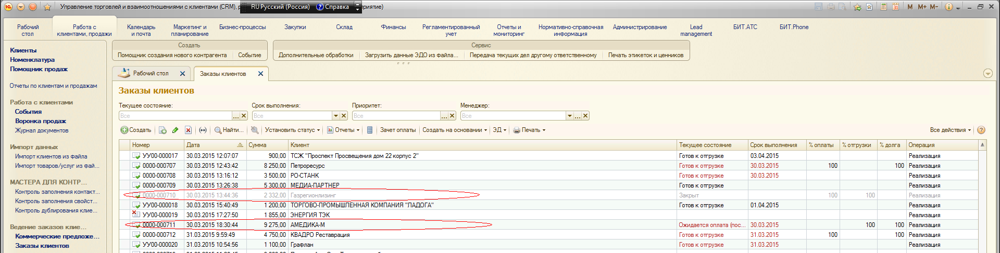 Управление торговлей и взаимоотношениями с клиентами (CRM), р
RU Русский (Россия) Справка
приятие)
M M+ M-
Рабочий стол
Работа с клиентами, продажи
Календарь и почта
Маркетинг и планирование
Бизнес-процессы
Закупки
Склад
Финансы
Регламентированный учет
Отчеты и мониторинг
Нормативно-справочная информация
Администрирование
Lead management
БИТ.АТС
БИТ.Phone
Клиенты
Номенклатура
Помощник продаж
Отчеты по клиентам и продажам
Работа с клиентами
События
Воронка продаж
Журнал документов
Импорт данных
Импорт клиентов из файла
Импорт товаров/услуг из фай...
МАСТЕРА ДЛЯ КОНТР...
Контроль заполнения контакт...
Контроль заполнения свойст...
Контроль дублирования клие...
Ведение заказов клие...
Коммерческие предложе...
Заказы клиентов
Создать
Помощник создания нового контрагента Событие
Сервис
Дополнительные обработки Загрузить данные ЭДО из файла... Передача текущих дел другому ответственному Печать этикеток и ценников
Рабочий стол Заказы клиентов
Заказы клиентов
Текущее состояние: Срок выполнения: Приоритет: Менеджер:
Все Все Все Все
Создать Найти... Установить статус Отчеты Зачет оплаты Создать на основании ЭД Печать Все действия
Номер Дата Сумма Клиент Текущее состояние Срок выполнения % оплаты % отгрузки % долга Операция
УУ00-000017 30.03.2015 12:07:07 900,00 ТСЖ "Проспект Просвещения дом 22 корпус 2" Готов к отгрузке 03.04.2015 Реализация
0000-000707 30.03.2015 12:43:42 8 250,00 Петроресурс Готов к отгрузке 30.03.2015 100 100 Реализация
0000-000708 30.03.2015 13:16:12 3 500,00 РО-СТАНК Готов к отгрузке 30.03.2015 Реализация
0000-000709 30.03.2015 13:26:38 5 300,00 МЕДИА-ПАРТНЕР Готов к отгрузке Реализация
0000-000710 30.03.2015 13:44:36 2 332,00 Газрегионлизинг Закрыт 100 100 Реализация
УУ00-000018 30.03.2015 15:40:49 1 200,00 ТОРГОВО-ПРОМЫШЛЕННАЯ КОМПАНИЯ "ЛАДОГА" Готов к отгрузке 01.04.2015 Реализация
УУ00-000019 30.03.2015 17:27:50 1 855,00 ЭНЕРГИЯ ТЭК Реализация
0000-000711 30.03.2015 18:30:44 9 275,00 АМЕДИКА-М Ожидается оплата (пос... 30.03.2015 100 100 Реализация
0000-000712 31.03.2015 9:59:49 4 750,00 КВАДРО Реставрация Готов к отгрузке 31.03.2015 100 100 Реализация
УУ00-000020 31.03.2015 10:54:56 1 100,00 Графлан Готов к отгрузке 31.03.2015 Реализация